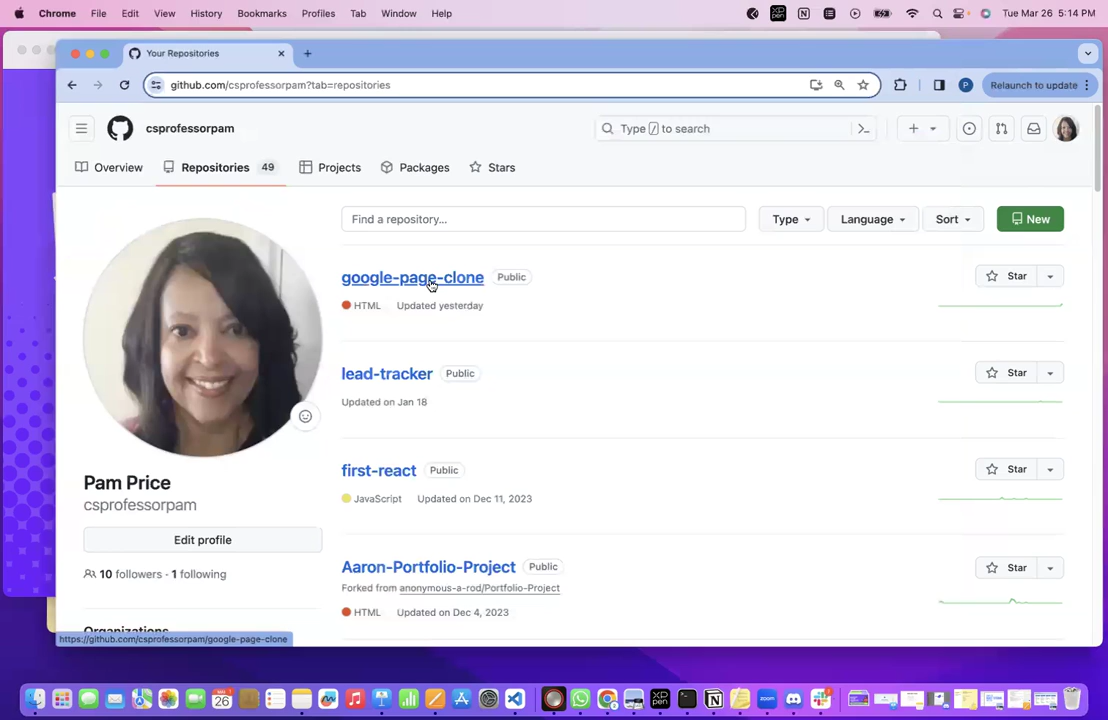 Chrome File Edit View History Bookmarks Profiles Tab Window Help Tue Mar 26 5:14 PM
Your Repositories
github.com/csprofessorpam?tab=repositories
P Relaunch to update
csprofessorpam
Type / to search
Overview Repositories 49 Projects Packages Stars
Find a repository...
Type Language Sort New
google-page-clone Public Star
HTML Updated yesterday
lead-tracker Public Star
Updated on Jan 18
first-react Public Star
JavaScript Updated on Dec 11, 2023
Pam Price
csprofessorpam
Edit profile
10 followers · 1 following
Aaron-Portfolio-Project Public Star
Forked from anonymous-a-rod/Portfolio-Project
HTML Updated on Dec 4, 2023
Organizations
https://github.com/csprofessorpam/google-page-clone